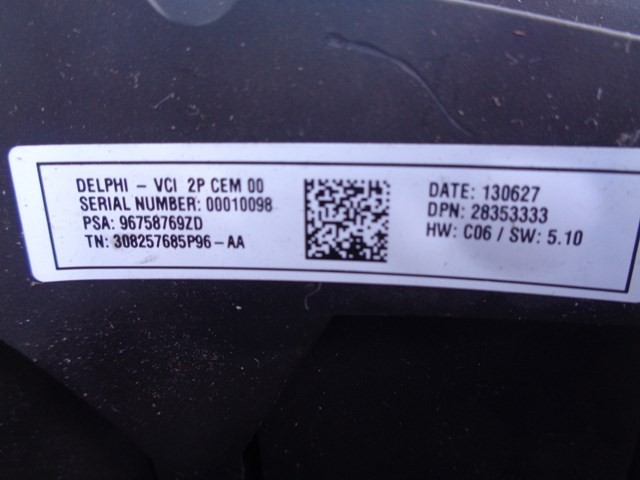 DELPHI - VCI 2P CEM 00
SERIAL NUMBER: 00010098
PSA: 96758769ZD
TN: 308257685P96-AA
DATE: 130627
DPN: 28353333
HW: C06 / SW: 5.10